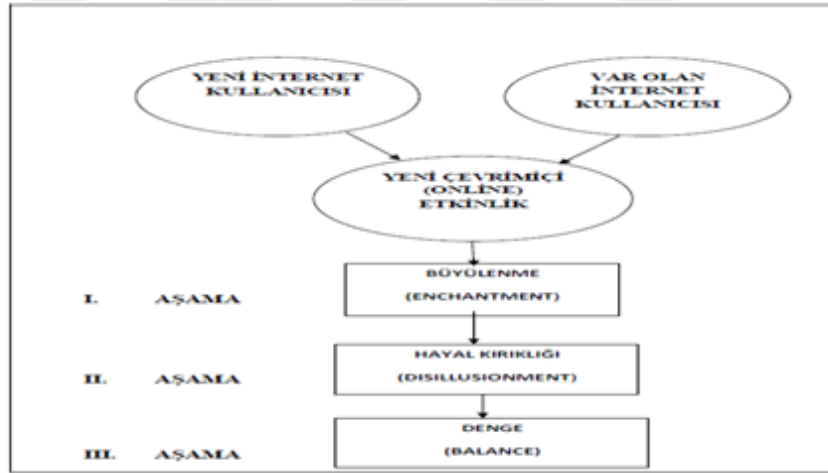 YENİ İNTERNET
KULLANICISI
VAR OLAN
İNTERNET
KULLANICISI
YENİ ÇEVRİMİÇİ
(ONLINE)
ETKİNLİK
BÜYÜLENME
I. AŞAMA (ENCHANTMENT)
HAYAL KIRIKLIĞI
II. AŞAMA (DISILLUSIONMENT)
DENGE
III. AŞAMA (BALANCE)